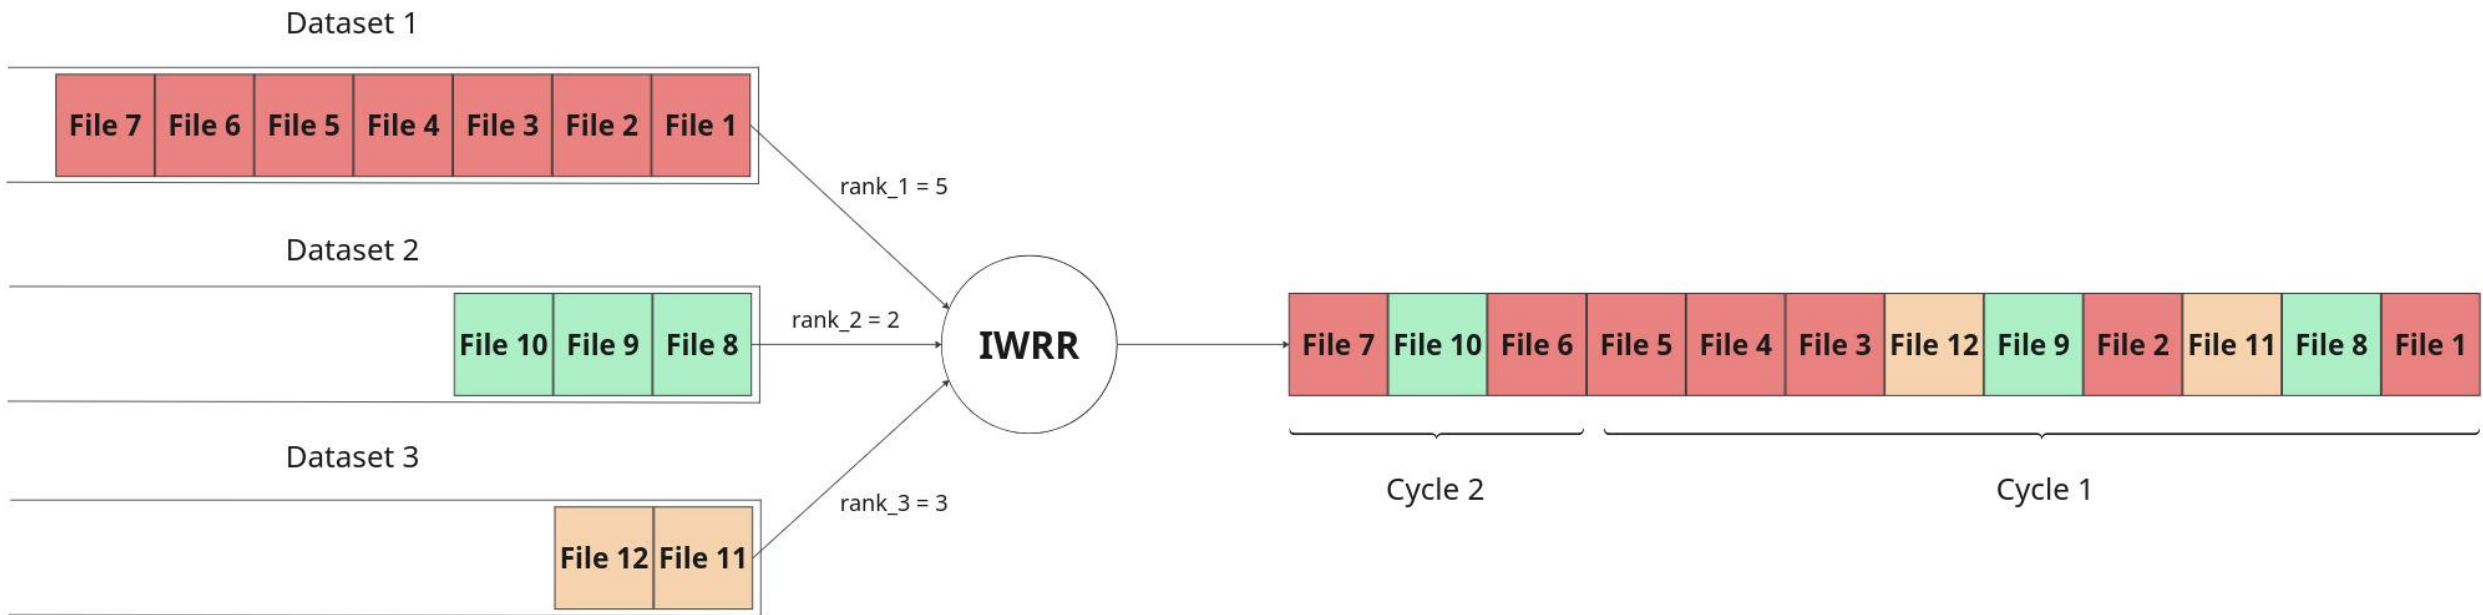 Dataset 1
File 7 File 6 File 5 File 4 File 3 File 2 File 1
rank_1 = 5
Dataset 2
File 10 File 9 File 8
rank_2 = 2
IWRR
File 7 File 10 File 6 File 5 File 4 File 3 File 12 File 9 File 2 File 11 File 8 File 1
Cycle 2
Cycle 1
Dataset 3
rank_3 = 3
File 12 File 11